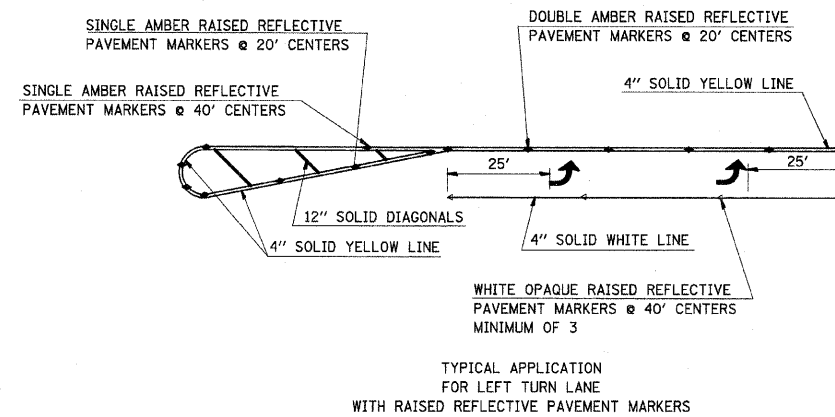 SINGLE AMBER RAISED REFLECTIVE
PAVEMENT MARKERS @ 20' CENTERS
DOUBLE AMBER RAISED REFLECTIVE
PAVEMENT MARKERS @ 20' CENTERS
SINGLE AMBER RAISED REFLECTIVE
PAVEMENT MARKERS @ 40' CENTERS
4" SOLID YELLOW LINE
25'
25'
12" SOLID DIAGONALS
4" SOLID YELLOW LINE
4" SOLID WHITE LINE
WHITE OPAQUE RAISED REFLECTIVE
PAVEMENT MARKERS @ 40' CENTERS
MINIMUM OF 3
TYPICAL APPLICATION
FOR LEFT TURN LANE
WITH RAISED REFLECTIVE PAVEMENT MARKERS